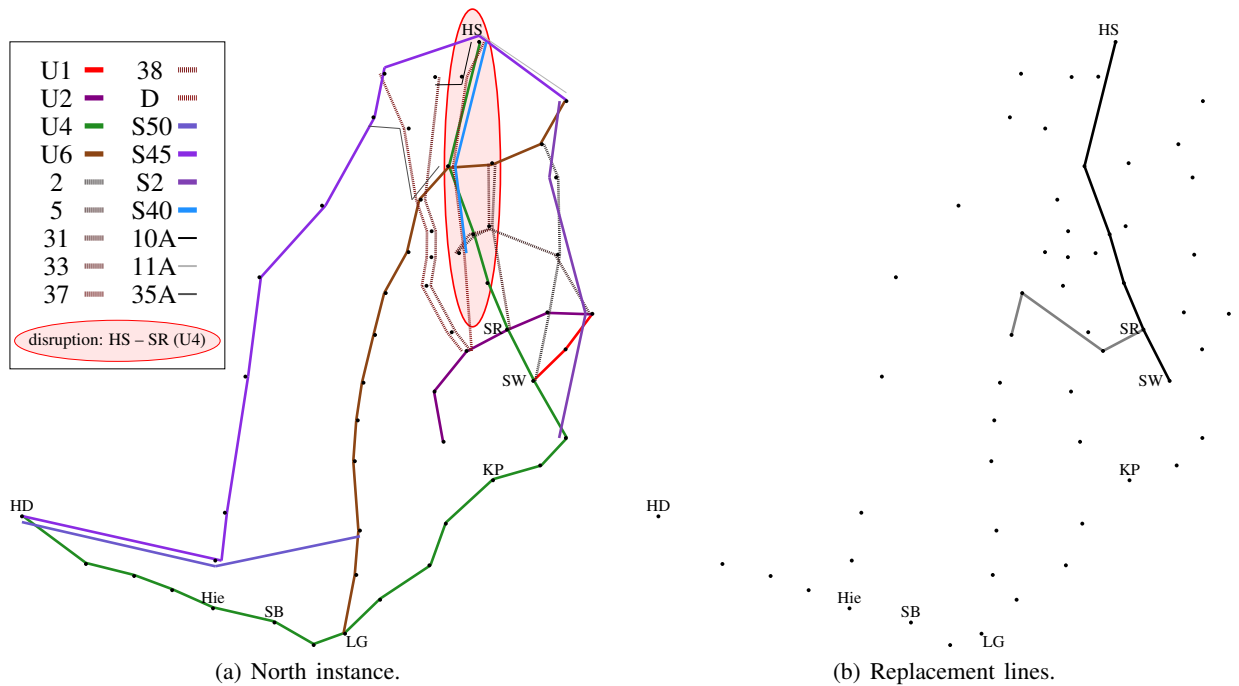 HS
U1 38
U2 D
U4 S50
U6 S45
2 S2
5 S40
31 10A
33 11A
37 35A
disruption: HS – SR (U4)
SR
SW
KP
HD
Hie
SB
LG
(a) North instance.
HS
SR
SW
KP
HD
Hie
SB
LG
(b) Replacement lines.